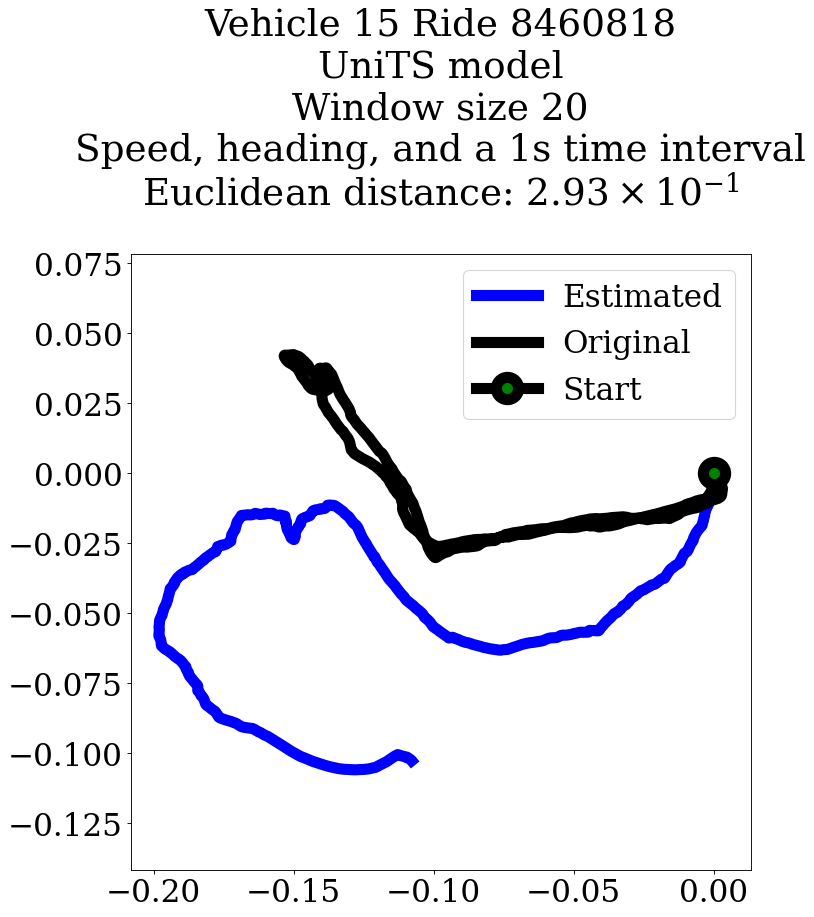 Vehicle 15 Ride 8460818
UniTS model
Window size 20
Speed, heading, and a 1s time interval
Euclidean distance: 2.93 × 10⁻¹
0.075
0.050
0.025
0.000
−0.025
−0.050
−0.075
−0.100
−0.125
Estimated
Original
Start
−0.20
−0.15
−0.10
−0.05
0.00